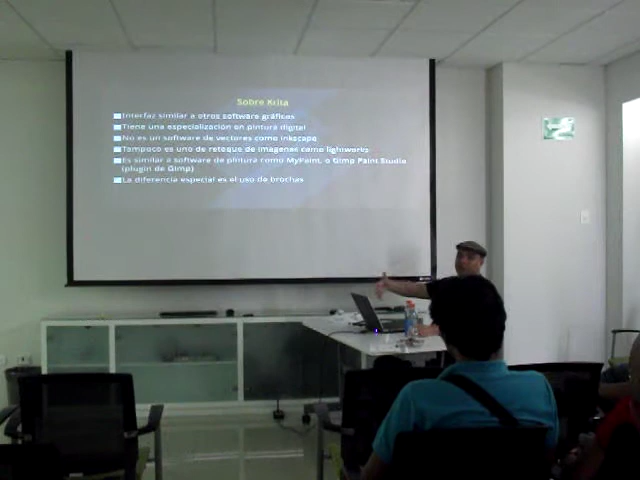 Sobre Krita
Interfaz similar a otros software gráficos
Tiene una especialización en pintura digital
No es un software de vectores como inkscape
Tampoco es uno de retoque de imagenes como lightworks
Es similar a software de pintura como MyPaint, o Gimp Paint Studio
(plugin de Gimp)
La diferencia especial es el uso de brochas